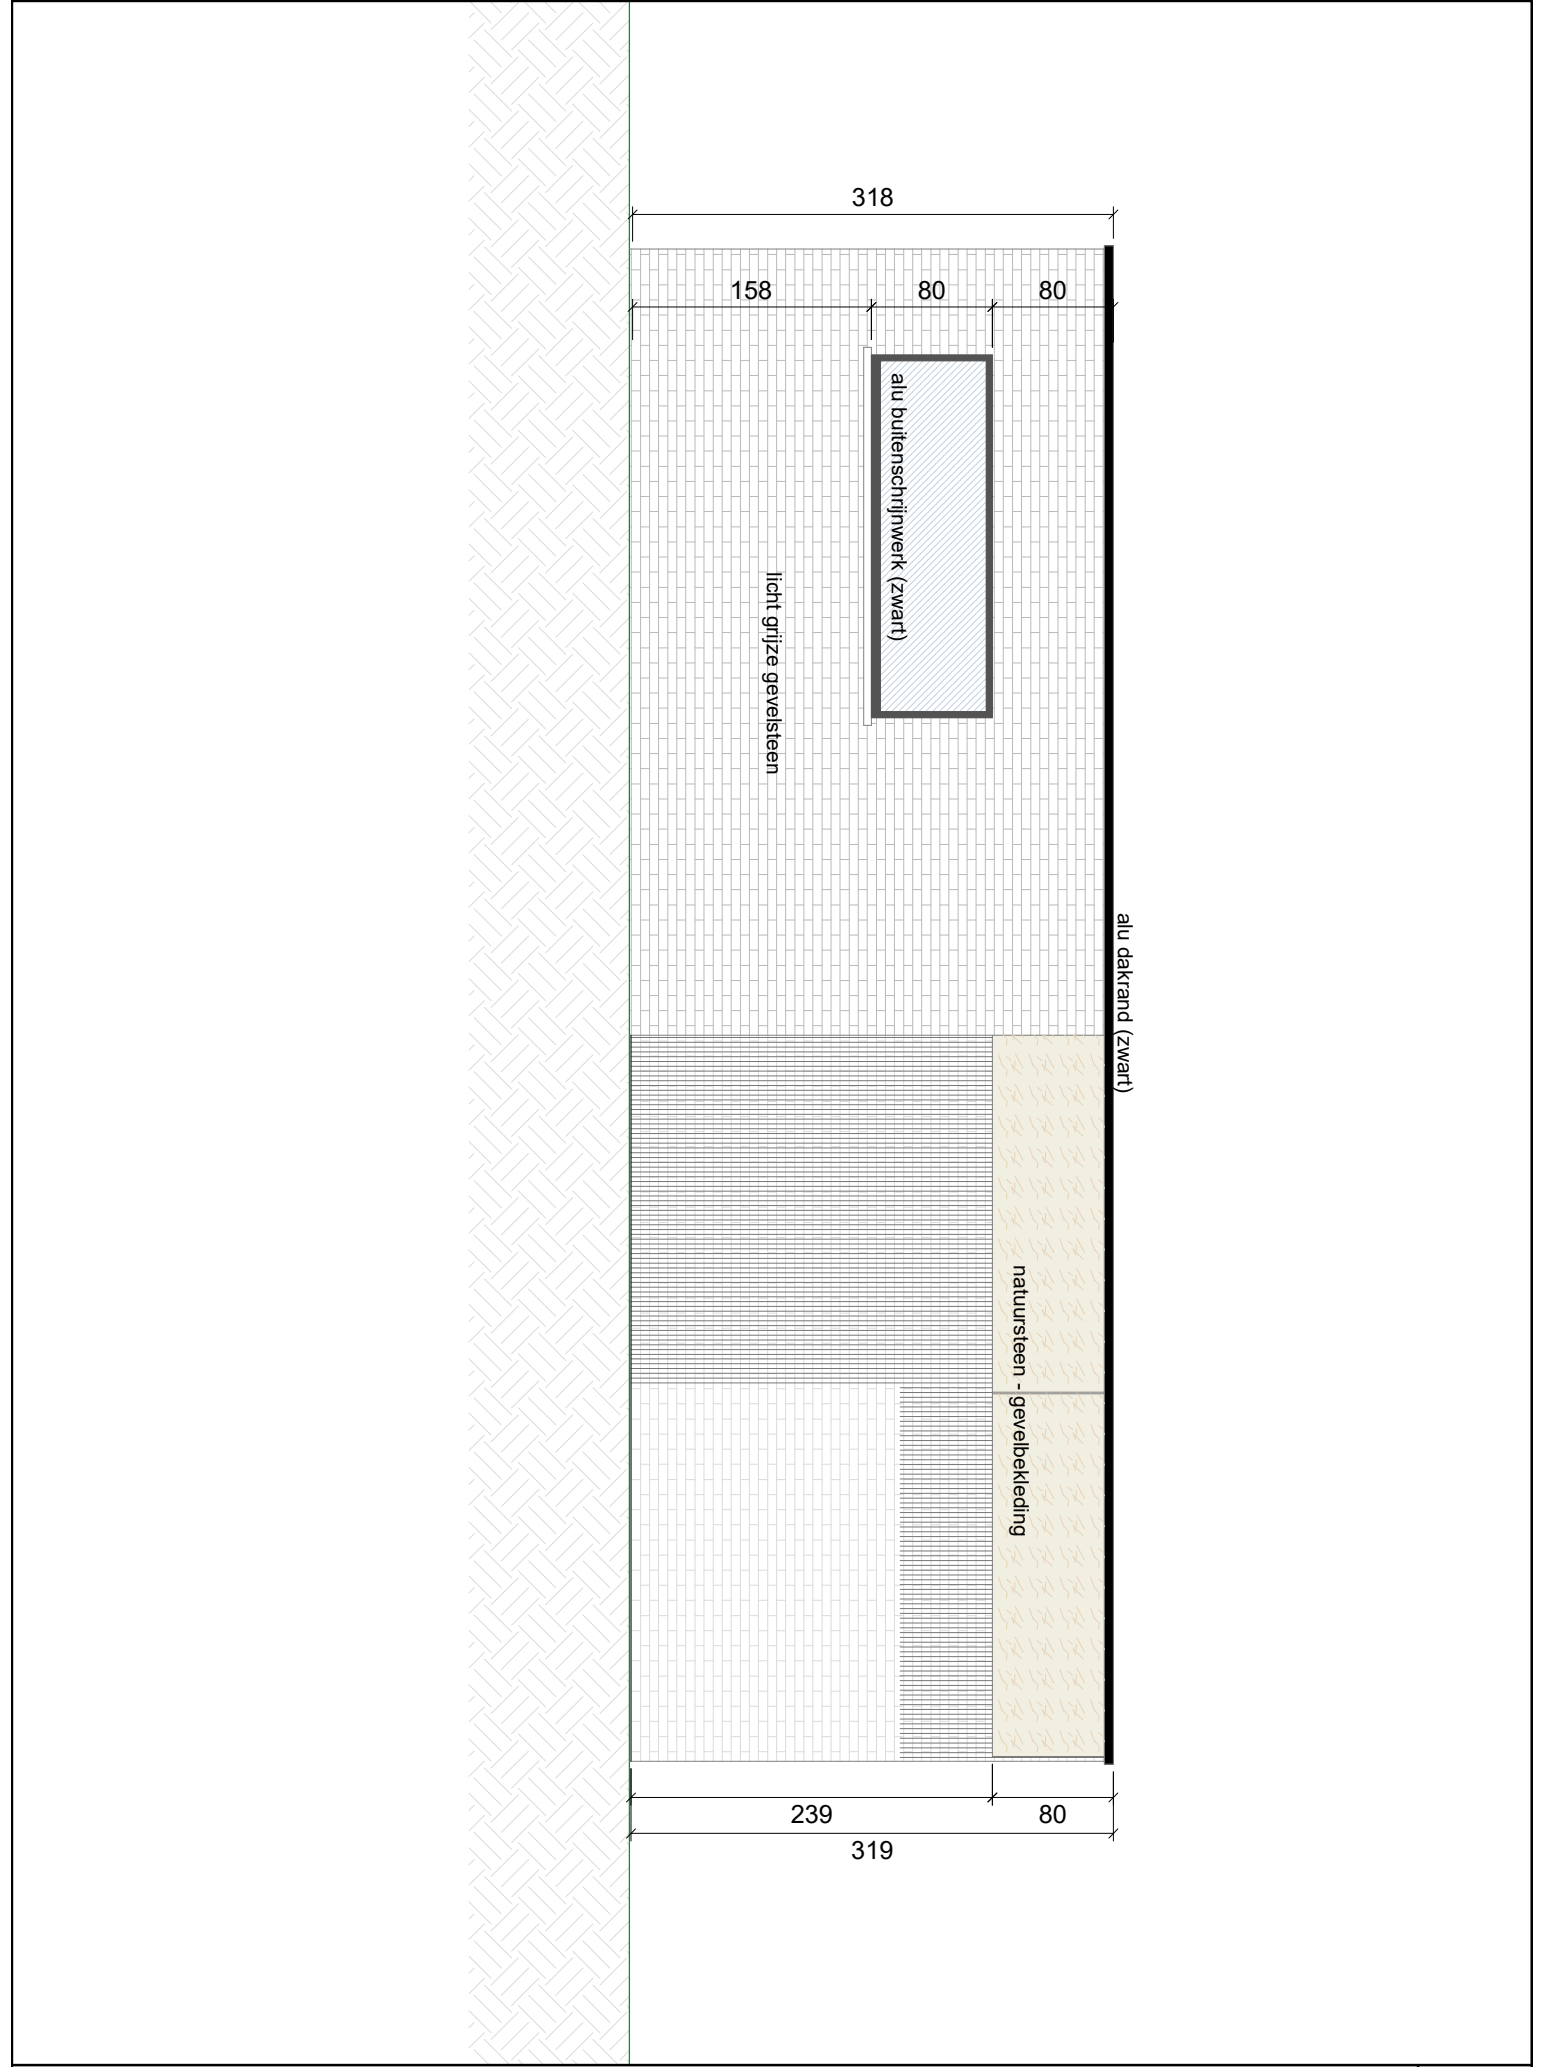 318
158
80
80
alu buitenschrijnwerk (zwart)
licht grijze gevelsteen
alu dakrand (zwart)
natuursteen - gevelbekleding
239
80
319